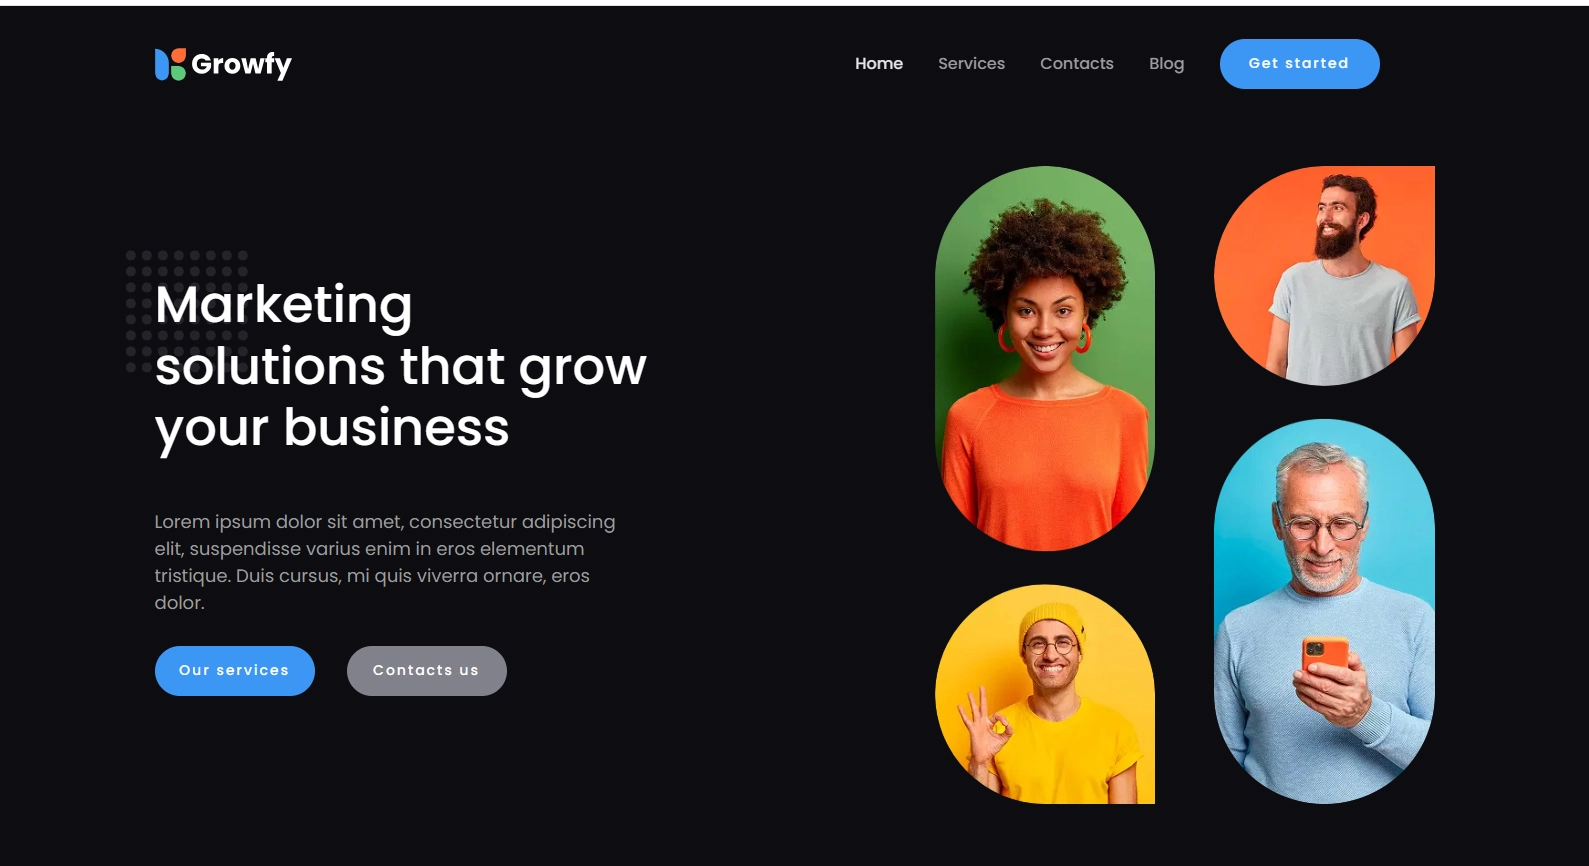 Growfy
Home
Services
Contacts
Blog
Get started
Marketing
solutions that grow
your business
Lorem ipsum dolor sit amet, consectetur adipiscing
elit, suspendisse varius enim in eros elementum
tristique. Duis cursus, mi quis viverra ornare, eros
dolor.
Our services
Contacts us